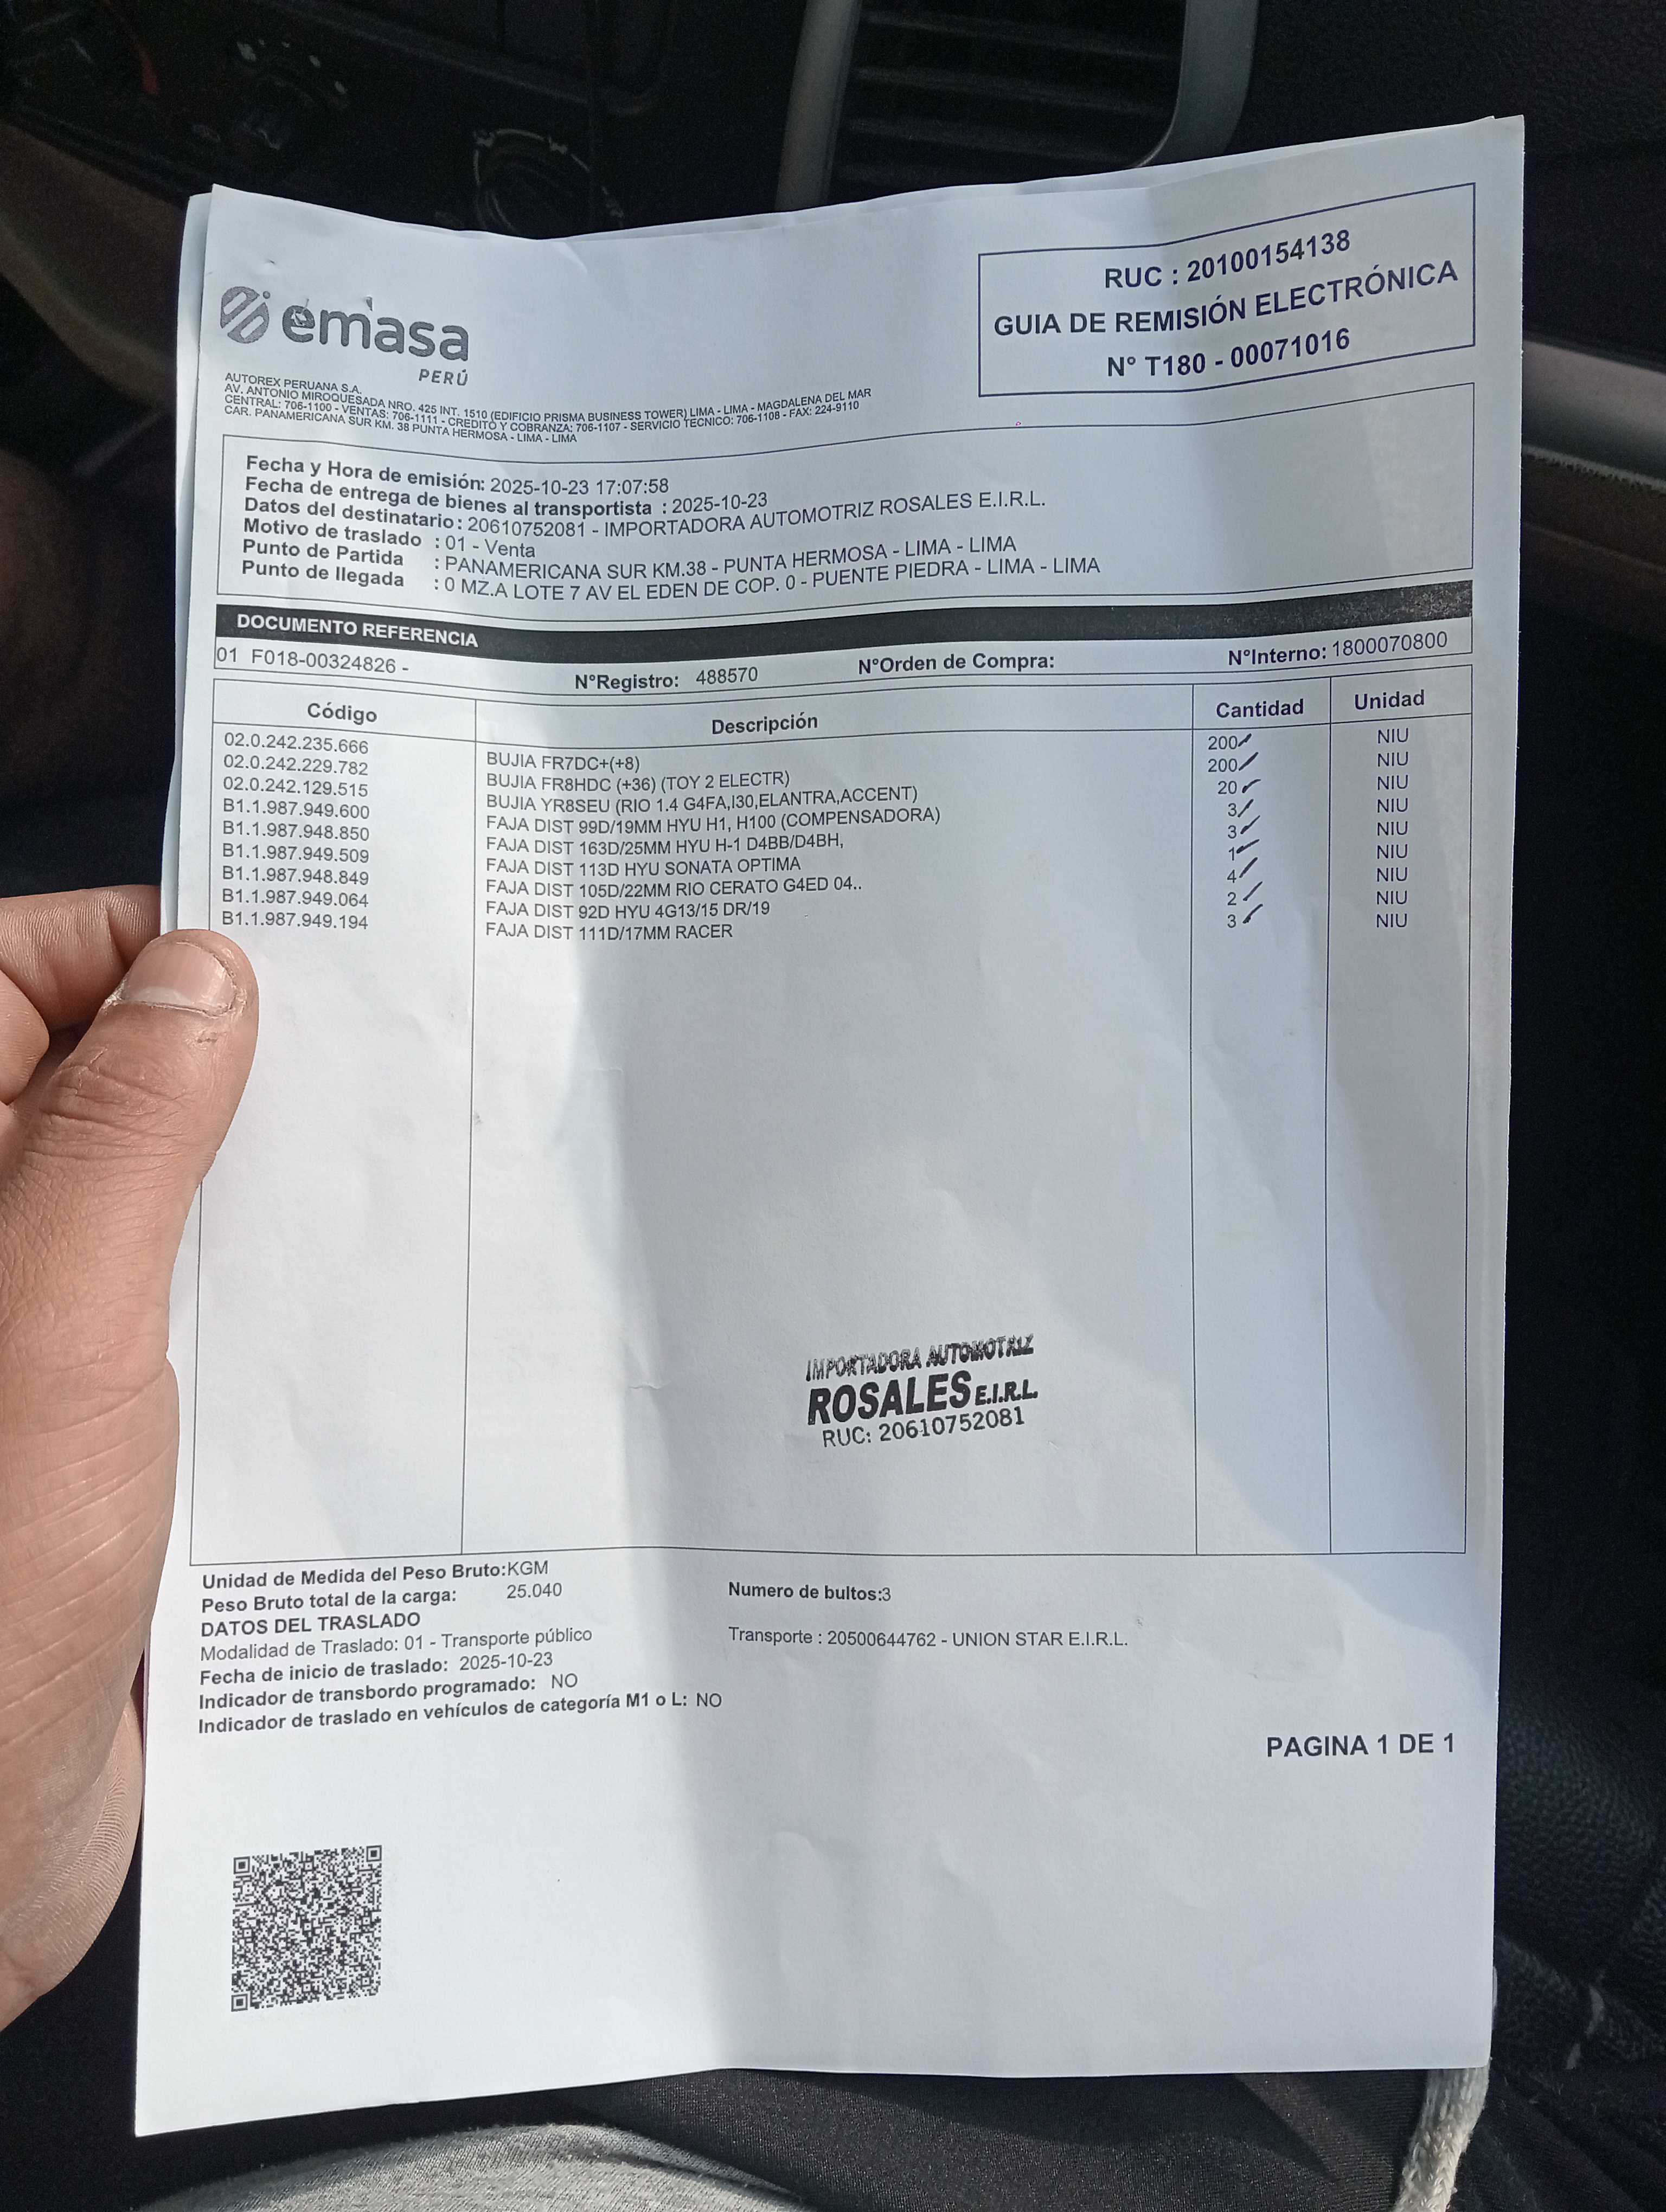 emasa
PERÚ
RUC : 20100154138
GUIA DE REMISIÓN ELECTRÓNICA
N° T180 - 00071016
AUTOREX PERUANA S.A.
AV. ANTONIO MIROQUESADA NRO. 425 INT. 1510 (EDIFICIO PRISMA BUSINESS TOWER) LIMA - LIMA - MAGDALENA DEL MAR
CENTRAL: 706-1100 - VENTAS: 706-1111 - CREDITO Y COBRANZA: 706-1107 - SERVICIO TECNICO: 706-1108 - FAX: 224-9110
CAR. PANAMERICANA SUR KM. 38 PUNTA HERMOSA - LIMA - LIMA
Fecha y Hora de emisión: 2025-10-23 17:07:58
Fecha de entrega de bienes al transportista : 2025-10-23
Datos del destinatario: 20610752081 - IMPORTADORA AUTOMOTRIZ ROSALES E.I.R.L.
Motivo de traslado : 01 - Venta
Punto de Partida : PANAMERICANA SUR KM.38 - PUNTA HERMOSA - LIMA - LIMA
Punto de llegada : 0 MZ.A LOTE 7 AV EL EDEN DE COP. 0 - PUENTE PIEDRA - LIMA - LIMA
DOCUMENTO REFERENCIA
01 F018-00324826 - N°Registro: 488570 N°Orden de Compra: N°Interno: 1800070800
Código Descripción Cantidad Unidad
02.0.242.235.666 BUJIA FR7DC+(+8) 200 NIU
02.0.242.229.782 BUJIA FR8HDC (+36) (TOY 2 ELECTR) 200 NIU
02.0.242.129.515 BUJIA YR8SEU (RIO 1.4 G4FA,I30,ELANTRA,ACCENT) 20 NIU
B1.1.987.949.600 FAJA DIST 99D/19MM HYU H1, H100 (COMPENSADORA) 3 NIU
B1.1.987.948.850 FAJA DIST 163D/25MM HYU H-1 D4BB/D4BH, 3 NIU
B1.1.987.949.509 FAJA DIST 113D HYU SONATA OPTIMA 1 NIU
B1.1.987.948.849 FAJA DIST 105D/22MM RIO CERATO G4ED 04.. 4 NIU
B1.1.987.949.064 FAJA DIST 92D HYU 4G13/15 DR/19 2 NIU
B1.1.987.949.194 FAJA DIST 111D/17MM RACER 3 NIU
IMPORTADORA AUTOMOTRIZ
ROSALES E.I.R.L.
RUC: 20610752081
Unidad de Medida del Peso Bruto:KGM
Peso Bruto total de la carga: 25.040 Numero de bultos:3
DATOS DEL TRASLADO
Modalidad de Traslado: 01 - Transporte público Transporte : 20500644762 - UNION STAR E.I.R.L.
Fecha de inicio de traslado: 2025-10-23
Indicador de transbordo programado: NO
Indicador de traslado en vehículos de categoría M1 o L: NO
PAGINA 1 DE 1